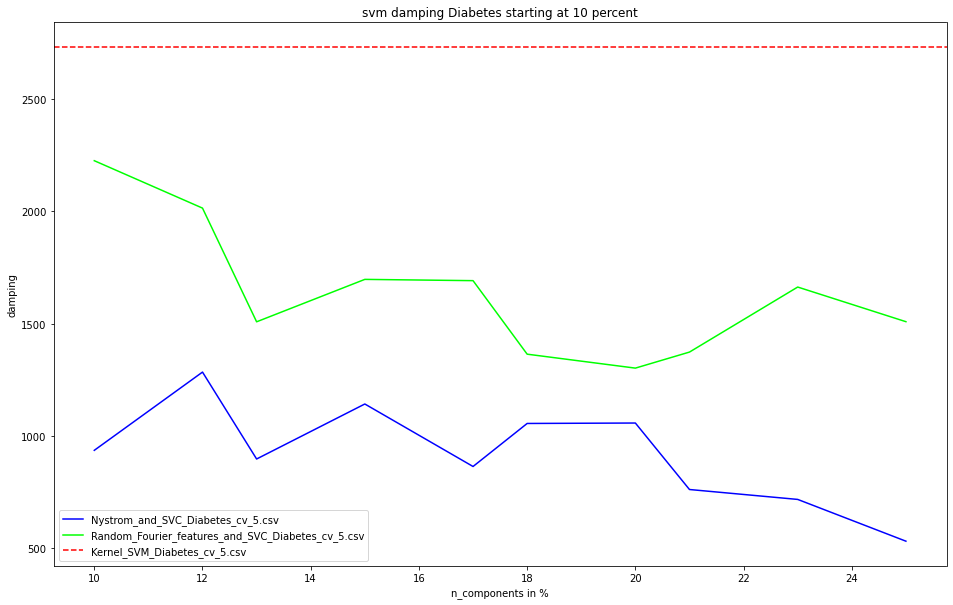 svm damping Diabetes starting at 10 percent
damping
2500
2000
1500
1000
500
Nystrom_and_SVC_Diabetes_cv_5.csv
Random_Fourier_features_and_SVC_Diabetes_cv_5.csv
Kernel_SVM_Diabetes_cv_5.csv
10 12 14 16 18 20 22 24
n_components in %